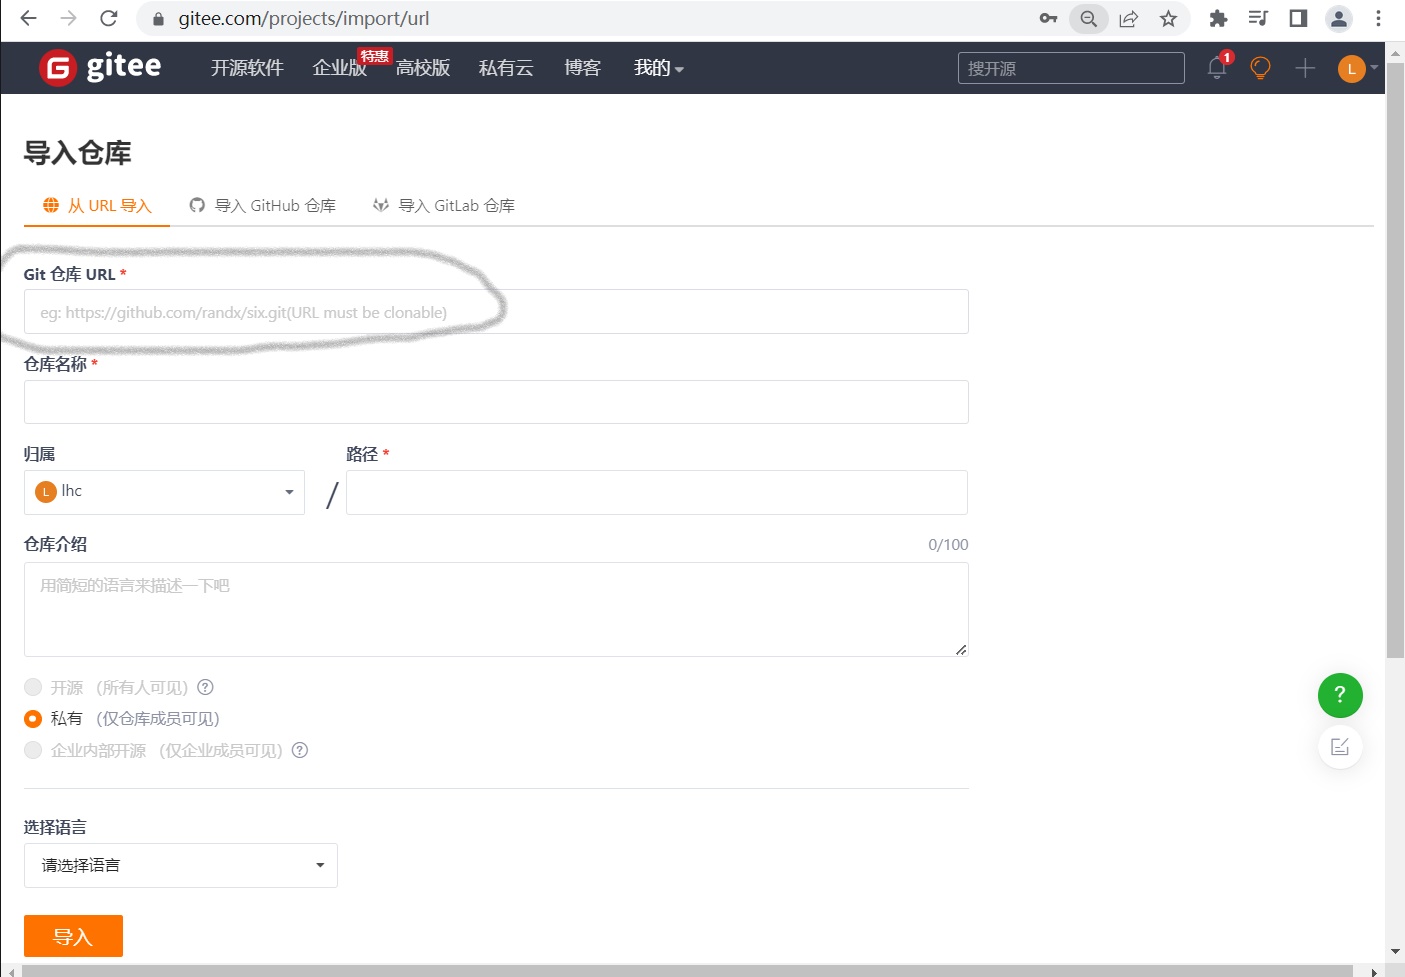 gitee.com/projects/import/url
gitee 开源软件 企业版 特惠 高校版 私有云 博客 我的 搜开源 1 L
导入仓库
从 URL 导入 导入 GitHub 仓库 导入 GitLab 仓库
Git 仓库 URL *
eg: https://github.com/randx/six.git(URL must be clonable)
仓库名称 *
归属 路径 *
L lhc /
仓库介绍 0/100
用简短的语言来描述一下吧
开源 (所有人可见) ?
私有 (仅仓库成员可见)
企业内部开源 (仅企业成员可见) ?
?
选择语言
请选择语言
导入